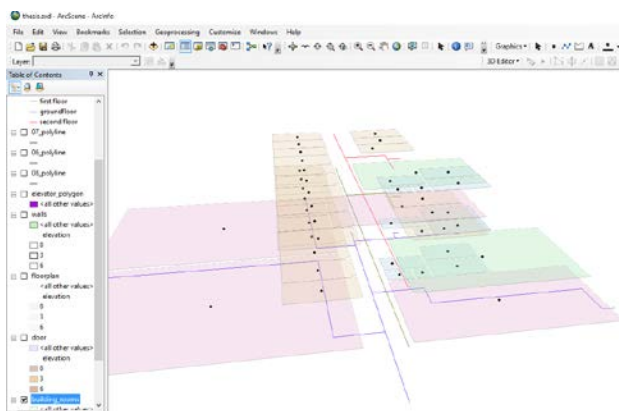 thesis.sxd - ArcScene - ArcInfo
File Edit View Bookmarks Selection Geoprocessing Customize Windows Help
Graphics
Layer:
3D Editor
Table of Contents
first floor
groundfloor
second floor
07_polyline
06_polyline
08_polyline
elevator_polygon
<all other values>
walls
<all other values>
elevation
0
3
6
floorplan
<all other values>
elevation
0
3
6
door
<all other values>
elevation
0
3
6
building_rooms
<all other values>